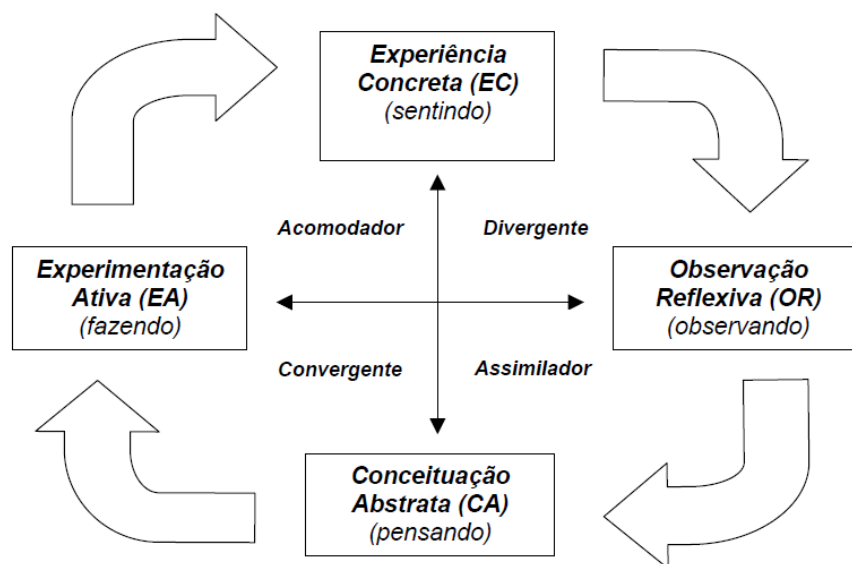 Experiência
Concreta (EC)
(sentindo)
Acomodador
Divergente
Experimentação
Ativa (EA)
(fazendo)
Observação
Reflexiva (OR)
(observando)
Convergente
Assimilador
Conceituação
Abstrata (CA)
(pensando)